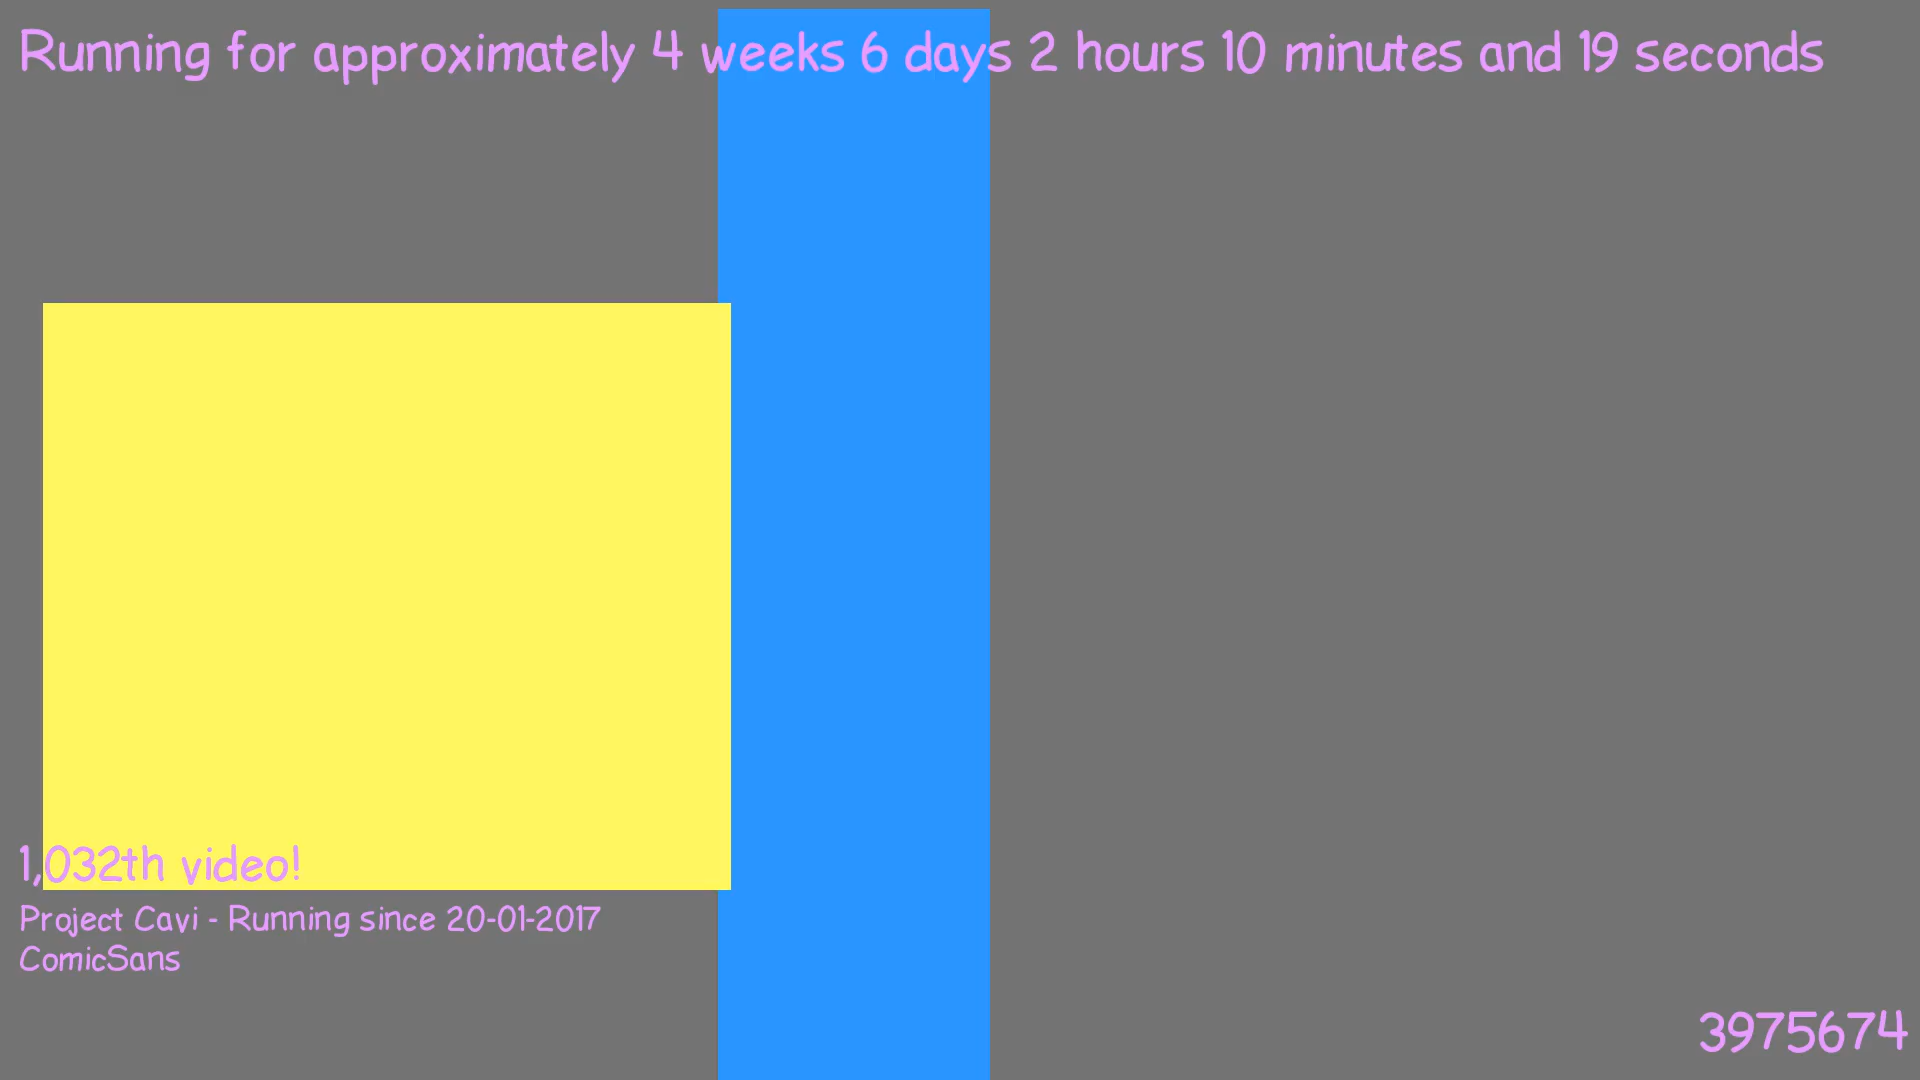 Running for approximately 4 weeks 6 days 2 hours 10 minutes and 19 seconds
1,032th video!
Project Cavi - Running since 20-01-2017
ComicSans
3975674